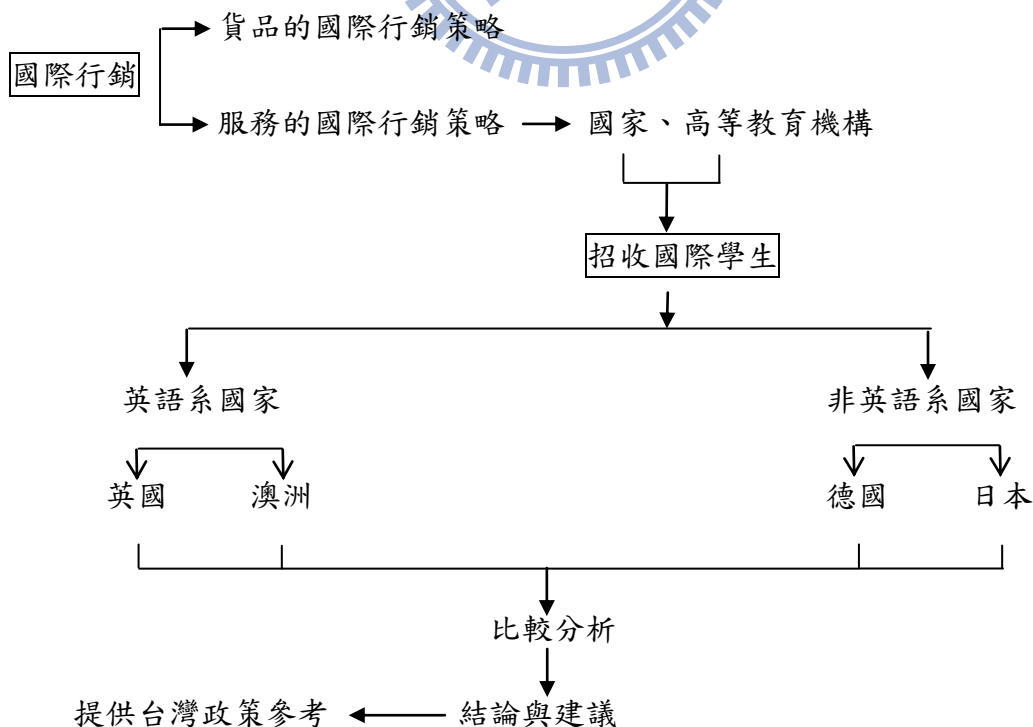 貨品的國際行銷策略
國際行銷
服務的國際行銷策略 國家、高等教育機構
招收國際學生
英語系國家 非英語系國家
英國 澳洲 德國 日本
比較分析
提供台灣政策參考 結論與建議